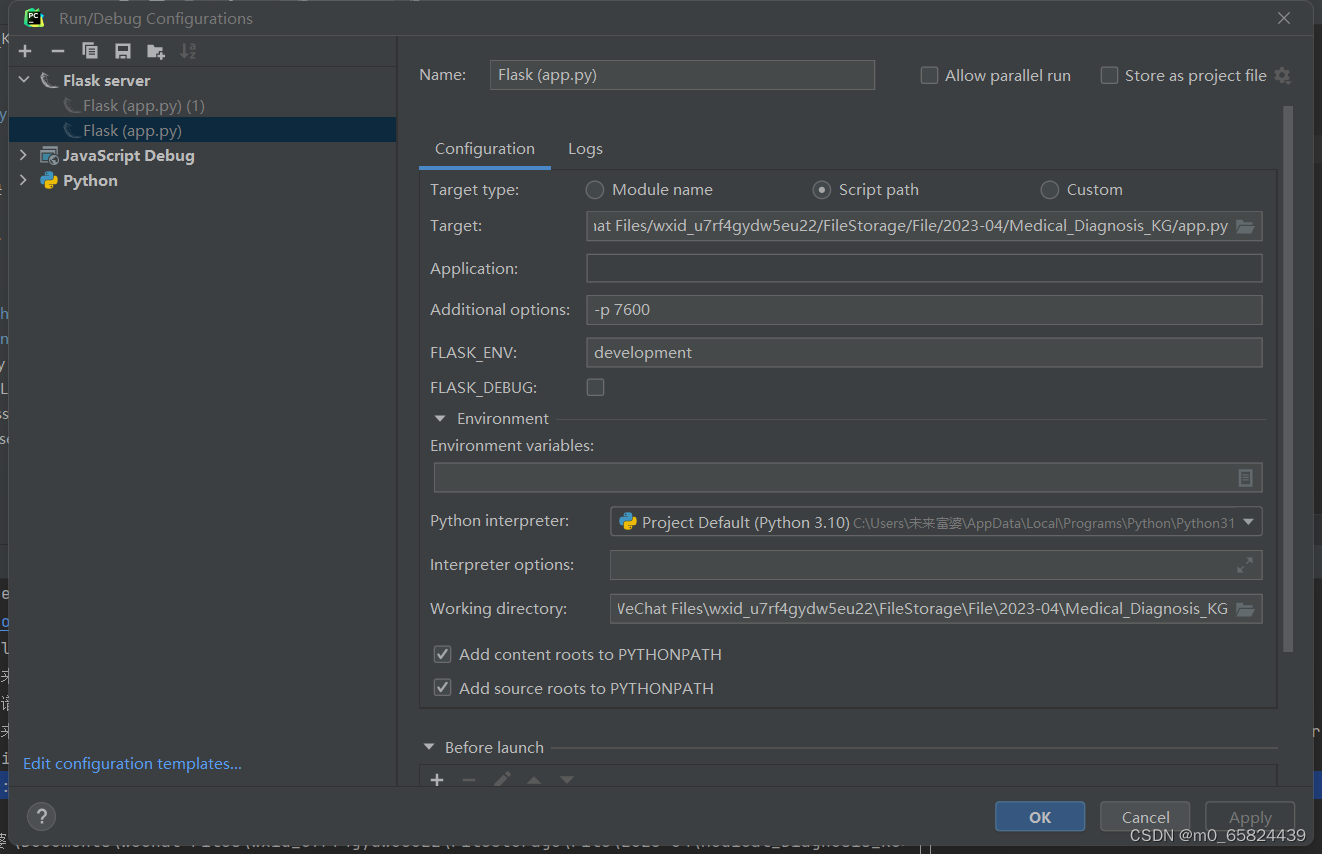 PC Run/Debug Configurations
Flask server
Flask (app.py) (1)
Flask (app.py)
JavaScript Debug
Python
Edit configuration templates...
Name: Flask (app.py) Allow parallel run Store as project file
Configuration Logs
Target type: Module name Script path Custom
Target: hat Files/wxid_u7rf4gydw5eu22/FileStorage/File/2023-04/Medical_Diagnosis_KG/app.py
Application:
Additional options: -p 7600
FLASK_ENV: development
FLASK_DEBUG:
Environment
Environment variables:
Python interpreter: Project Default (Python 3.10) C:\Users\未来富婆\AppData\Local\Programs\Python\Python31
Interpreter options:
Working directory: WeChat Files\wxid_u7rf4gydw5eu22\FileStorage\File\2023-04\Medical_Diagnosis_KG
Add content roots to PYTHONPATH
Add source roots to PYTHONPATH
Before launch
? OK Cancel Apply
CSDN @m0_65824439